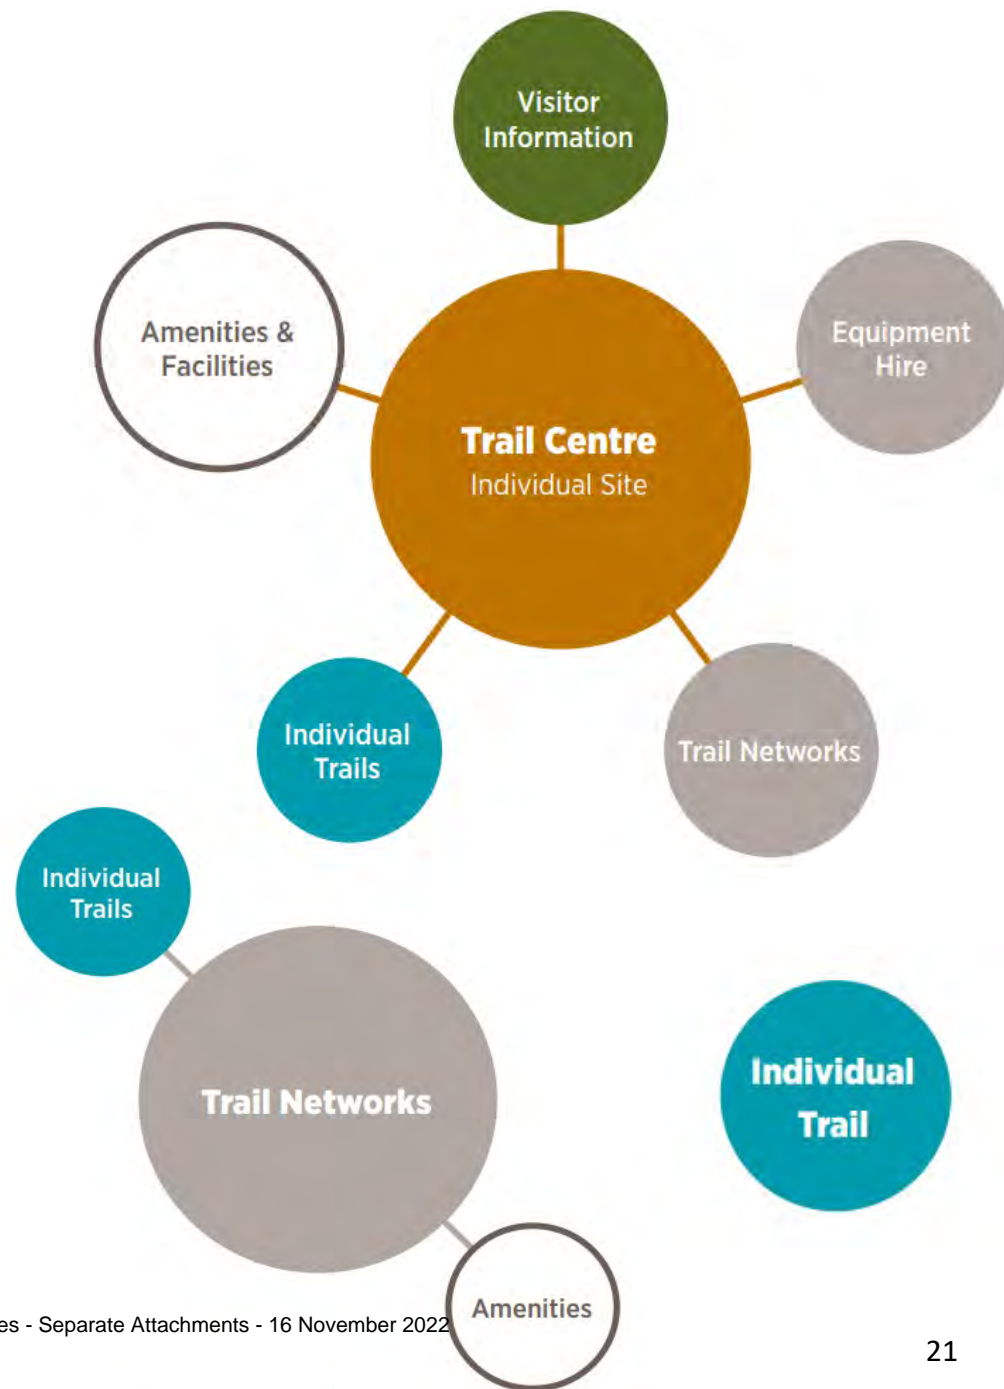 Visitor
Information
Amenities &
Facilities
Equipment
Hire
Trail Centre
Individual Site
Individual
Trails
Trail Networks
Individual
Trails
Trail Networks
Individual
Trail
Amenities
es - Separate Attachments - 16 November 2022
21